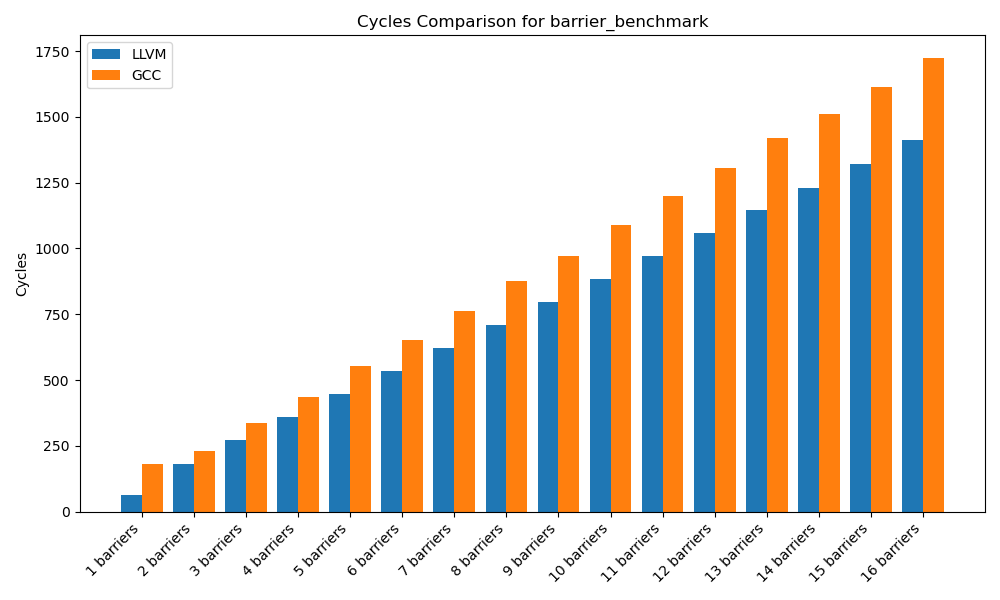 Cycles Comparison for barrier_benchmark
LLVM
GCC
Cycles
1750
1500
1250
1000
750
500
250
0
1 barriers
2 barriers
3 barriers
4 barriers
5 barriers
6 barriers
7 barriers
8 barriers
9 barriers
10 barriers
11 barriers
12 barriers
13 barriers
14 barriers
15 barriers
16 barriers